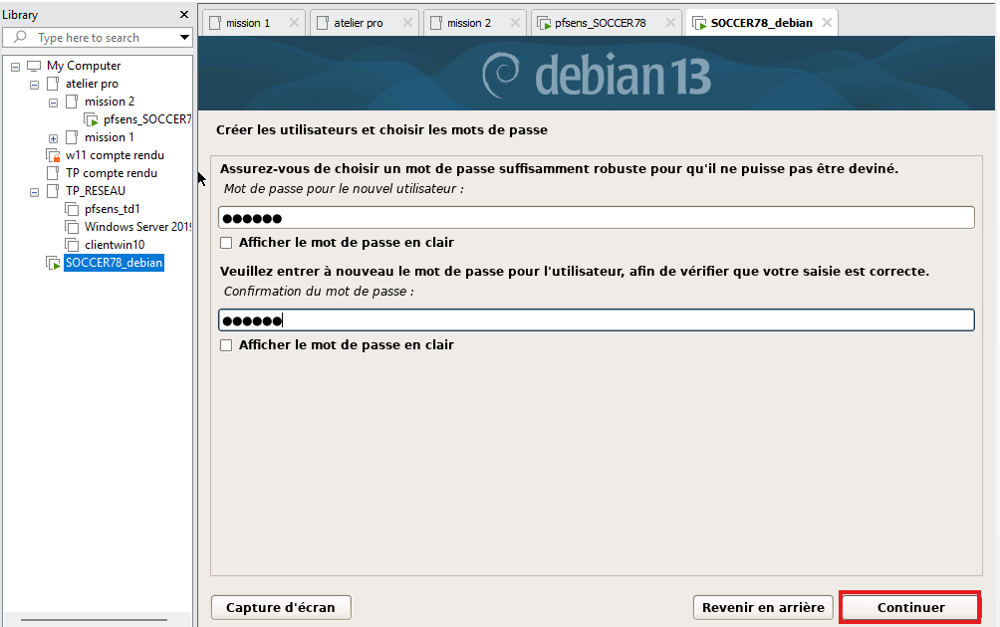 Library
Type here to search
My Computer
atelier pro
mission 2
pfsens_SOCCER7
mission 1
w11 compte rendu
TP compte rendu
TP_RESEAU
pfsens_td1
Windows Server 2019
clientwin10
SOCCER78_debian
mission 1
atelier pro
mission 2
pfsens_SOCCER78
SOCCER78_debian
debian 13
Créer les utilisateurs et choisir les mots de passe
Assurez-vous de choisir un mot de passe suffisamment robuste pour qu'il ne puisse pas être deviné.
Mot de passe pour le nouvel utilisateur :
●●●●●●
Afficher le mot de passe en clair
Veuillez entrer à nouveau le mot de passe pour l'utilisateur, afin de vérifier que votre saisie est correcte.
Confirmation du mot de passe :
●●●●●●
Afficher le mot de passe en clair
Capture d'écran
Revenir en arrière
Continuer